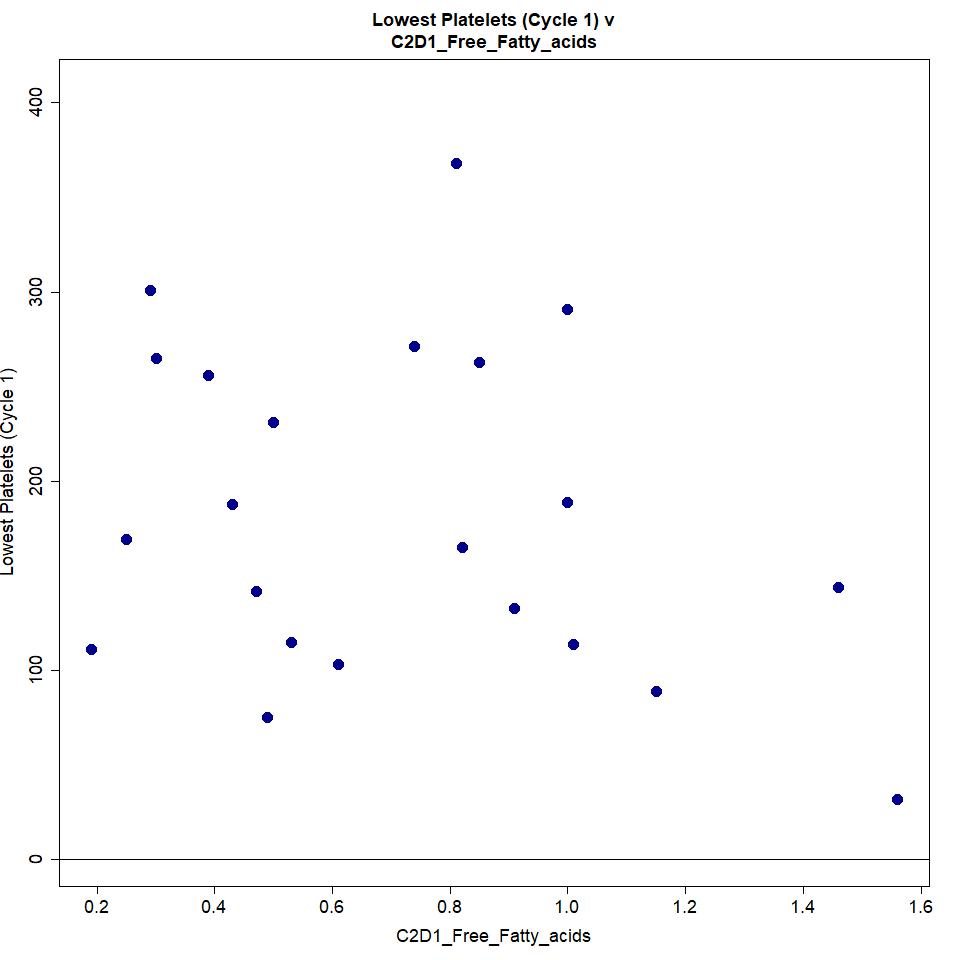 Lowest Platelets (Cycle 1) v
C2D1_Free_Fatty_acids
400
300
200
100
0
Lowest Platelets (Cycle 1)
0.2 0.4 0.6 0.8 1.0 1.2 1.4 1.6
C2D1_Free_Fatty_acids